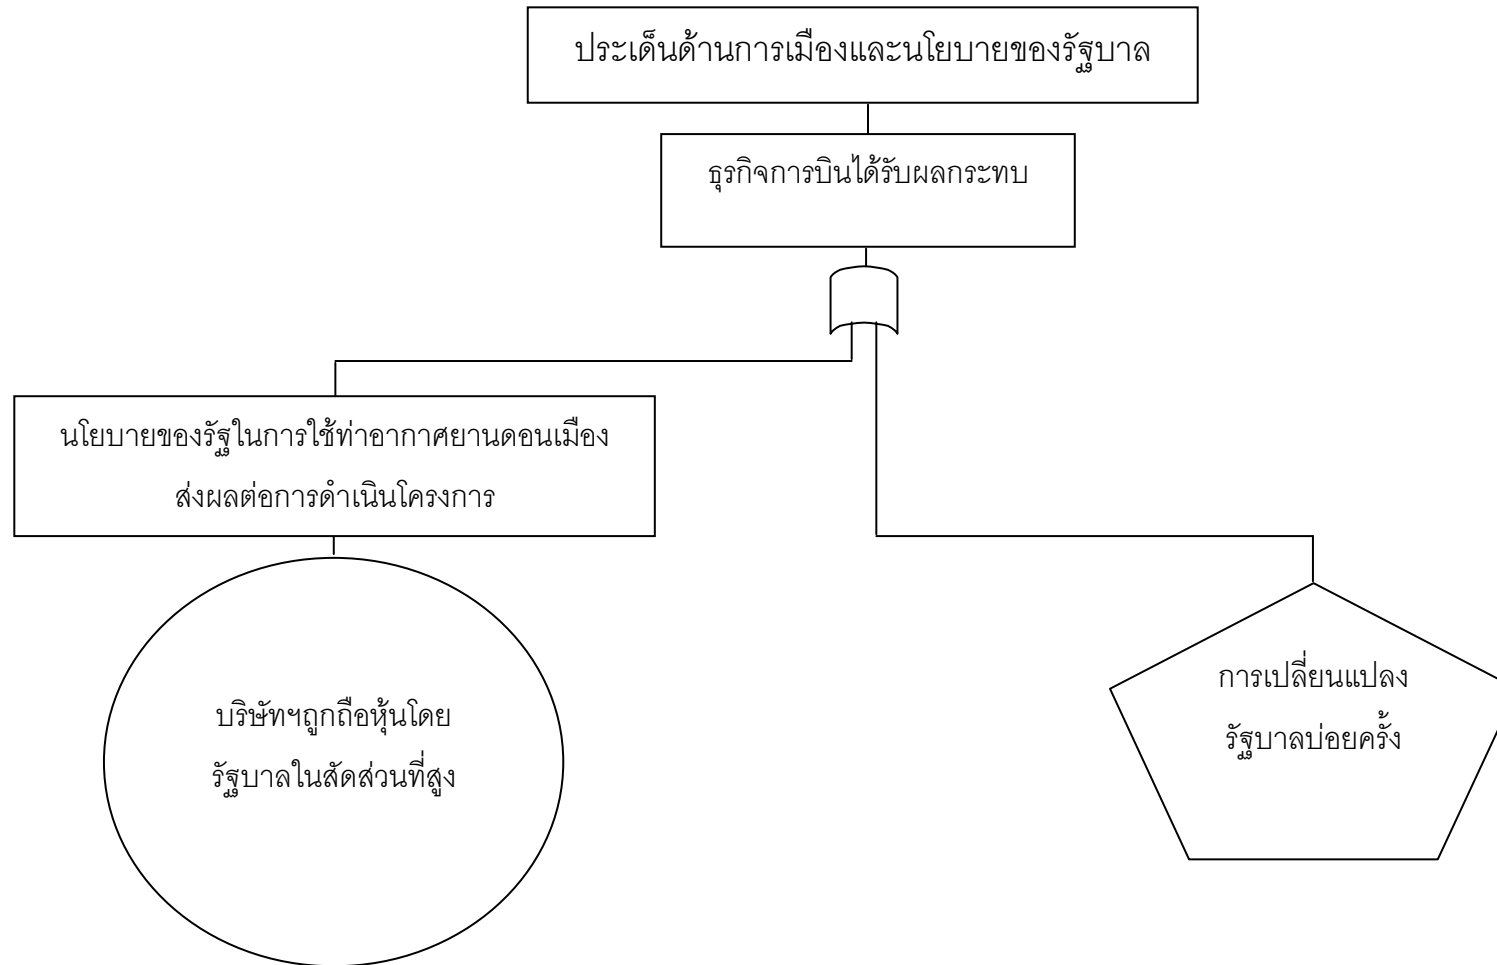 ประเด็นด้านการเมืองและนโยบายของรัฐบาล
ธุรกิจการบินได้รับผลกระทบ
นโยบายของรัฐในการใช้ท่าอากาศยานดอนเมือง
ส่งผลต่อการดำเนินโครงการ
บริษัทฯถูกถือหุ้นโดย
รัฐบาลในสัดส่วนที่สูง
การเปลี่ยนแปลง
รัฐบาลบ่อยครั้ง